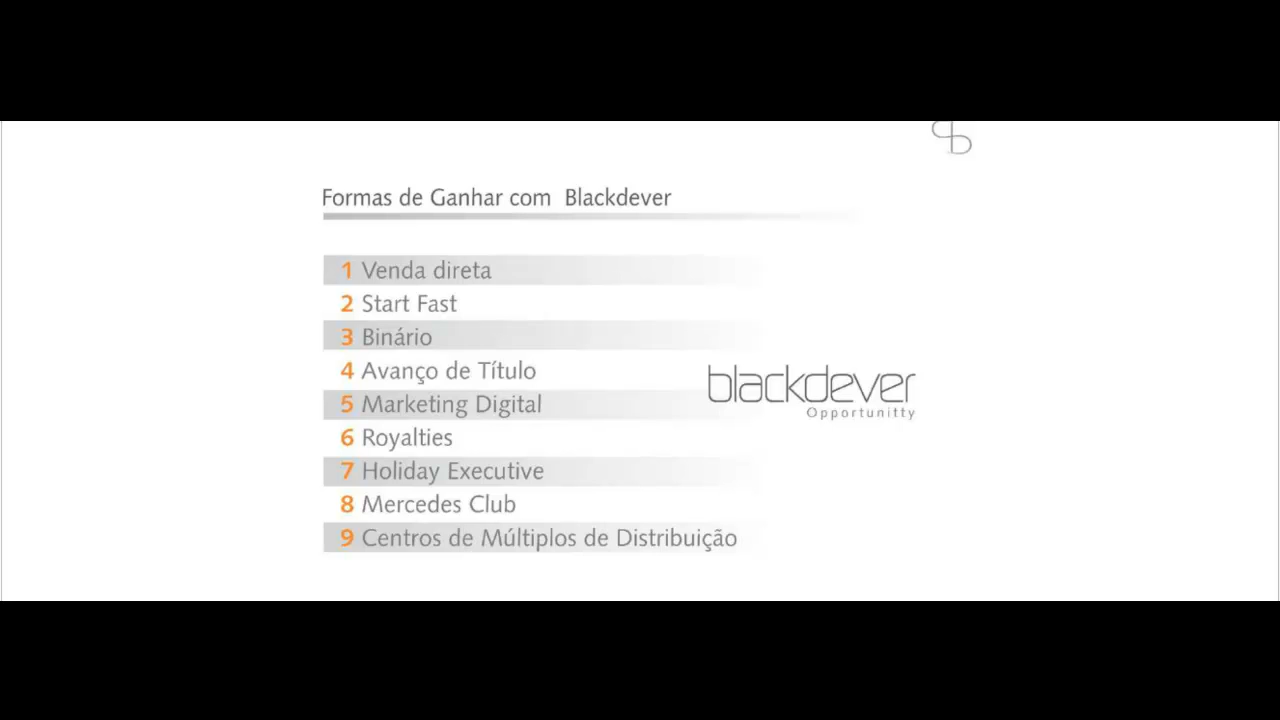 Formas de Ganhar com Blackdever
1 Venda direta
2 Start Fast
3 Binário
4 Avanço de Título
5 Marketing Digital
6 Royalties
7 Holiday Executive
8 Mercedes Club
9 Centros de Múltiplos de Distribuição
blackdever
Opportunitty